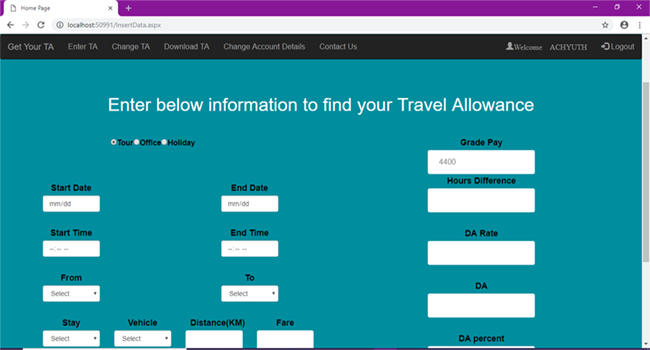 Home Page
localhost:50991/InsertData.aspx
Get Your TA Enter TA Change TA Download TA Change Account Details Contact Us Welcome ACHYUTH Logout
Enter below information to find your Travel Allowance
Tour Office Holiday
Grade Pay
4400
Hours Difference
Start Date End Date
mm/dd mm/dd
Start Time End Time
DA Rate
--:-- -- --:-- --
From To
DA
Select Select
Stay Vehicle Distance(KM) Fare
Select Select
DA percent